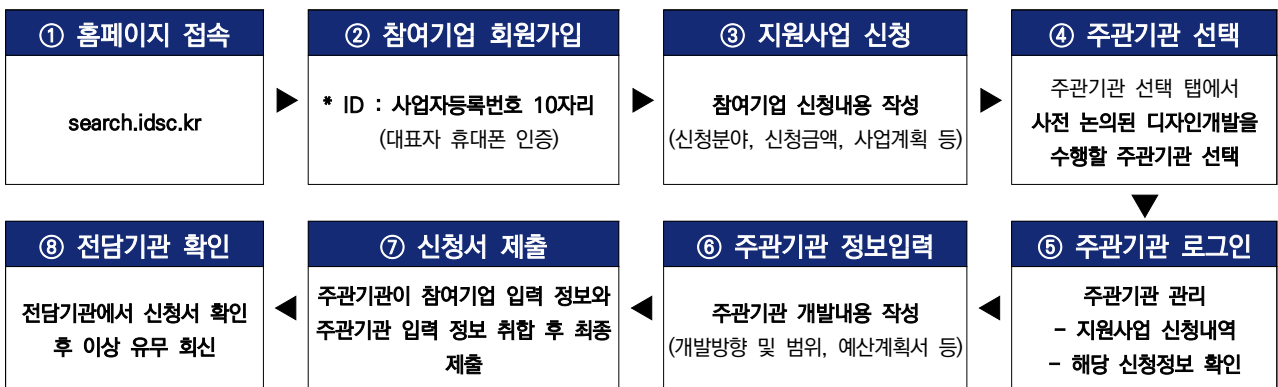 ① 홈페이지 접속
search.idsc.kr
② 참여기업 회원가입
* ID : 사업자등록번호 10자리
(대표자 휴대폰 인증)
③ 지원사업 신청
참여기업 신청내용 작성
(신청분야, 신청금액, 사업계획 등)
④ 주관기관 선택
주관기관 선택 탭에서
사전 논의된 디자인개발을
수행할 주관기관 선택
⑤ 주관기관 로그인
주관기관 관리
- 지원사업 신청내역
- 해당 신청정보 확인
⑥ 주관기관 정보입력
주관기관 개발내용 작성
(개발방향 및 범위, 예산계획서 등)
⑦ 신청서 제출
주관기관이 참여기업 입력 정보와
주관기관 입력 정보 취합 후 최종
제출
⑧ 전담기관 확인
전담기관에서 신청서 확인
후 이상 유무 회신